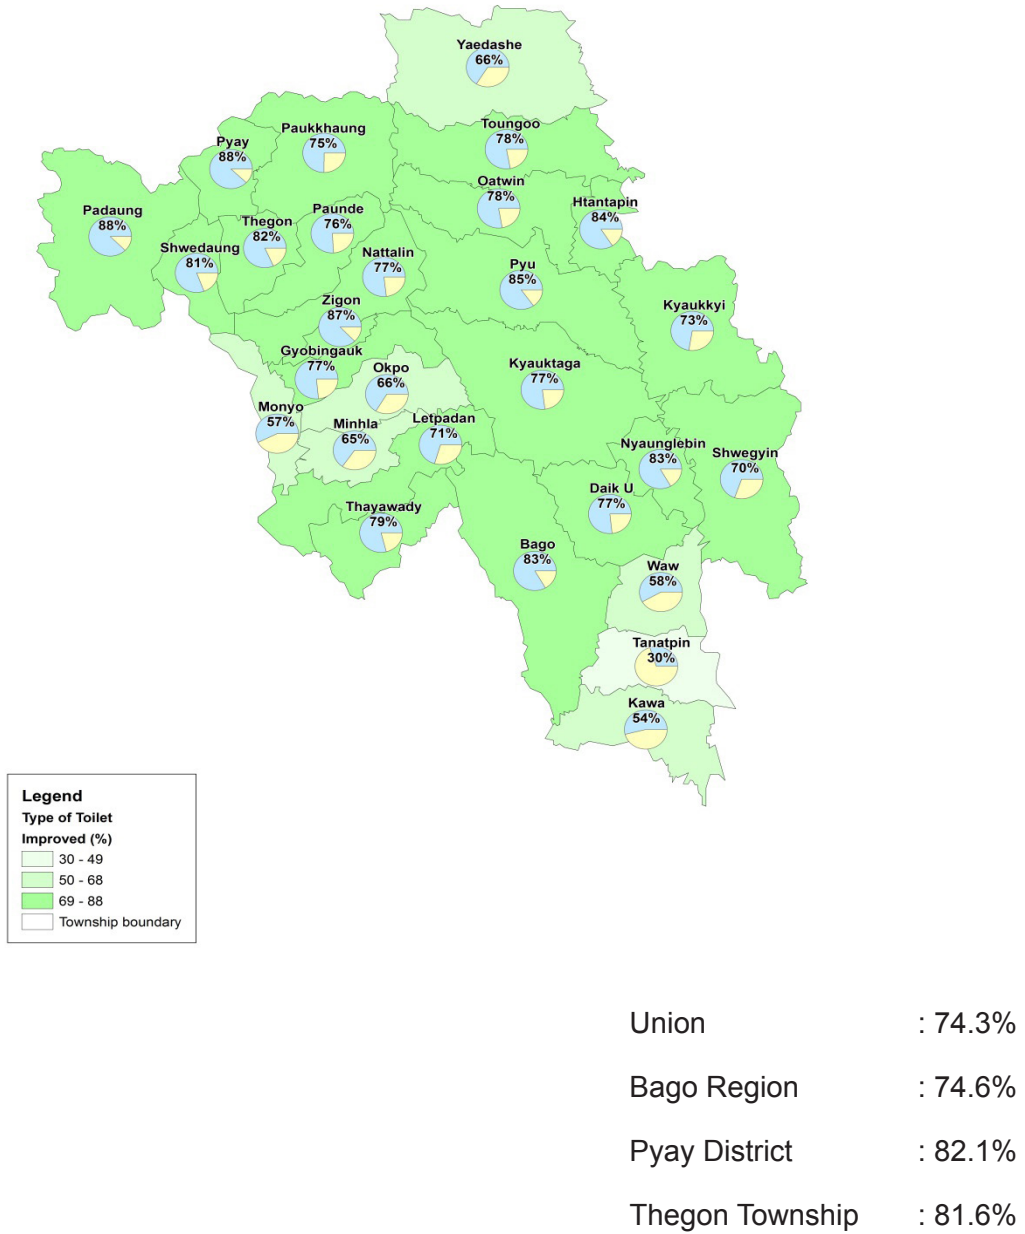 Yaedashe
66%
Toungoo
78%
Paukkhaung
75%
Pyay
88%
Oatwin
78%
Htantapin
84%
Padaung
88%
Thegon
82%
Paunde
76%
Shwedaung
81%
Nattalin
77%
Pyu
85%
Zigon
87%
Kyaukkyi
73%
Gyobingauk
77%
Okpo
66%
Kyauktaga
77%
Monyo
57%
Minhla
65%
Letpadan
71%
Nyaunglebin
83%
Shwegyin
70%
Daik U
77%
Thayawady
79%
Bago
83%
Waw
58%
Tanatpin
30%
Kawa
54%
Legend
Type of Toilet
Improved (%)
30 - 49
50 - 68
69 - 88
Township boundary
Union : 74.3%
Bago Region : 74.6%
Pyay District : 82.1%
Thegon Township : 81.6%